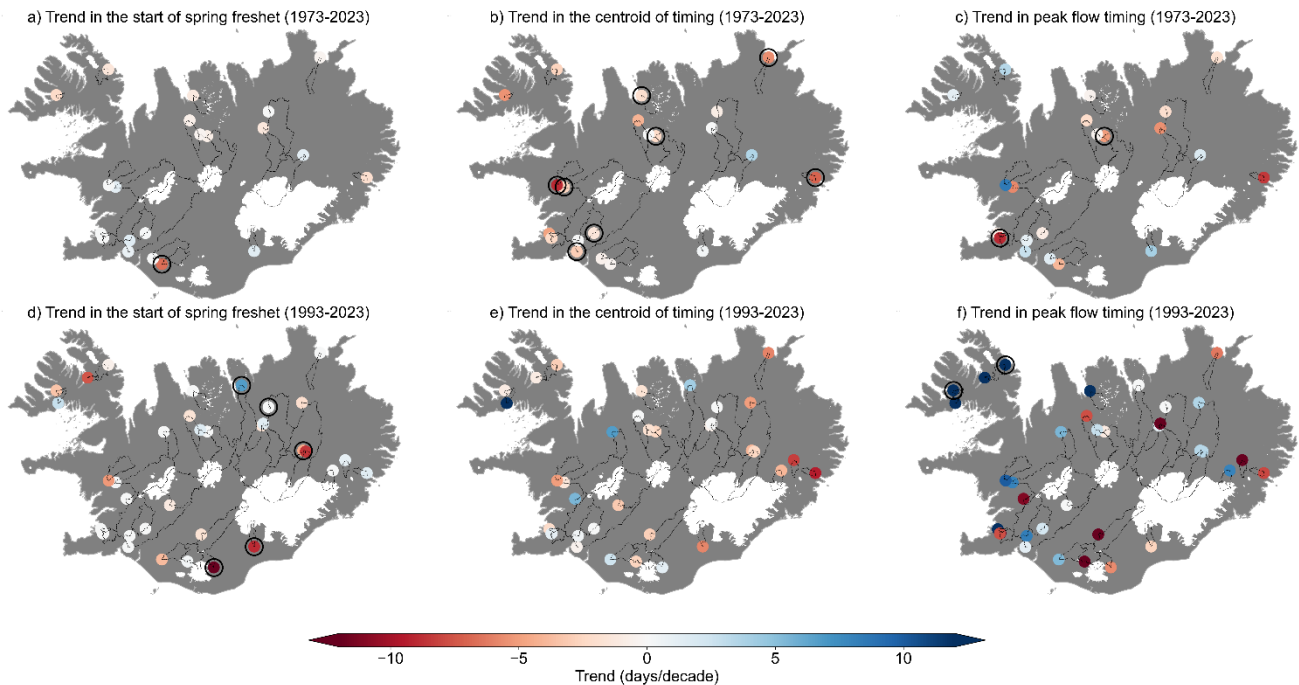 a) Trend in the start of spring freshet (1973-2023)
b) Trend in the centroid of timing (1973-2023)
c) Trend in peak flow timing (1973-2023)
d) Trend in the start of spring freshet (1993-2023)
e) Trend in the centroid of timing (1993-2023)
f) Trend in peak flow timing (1993-2023)
−10 −5 0 5 10
Trend (days/decade)